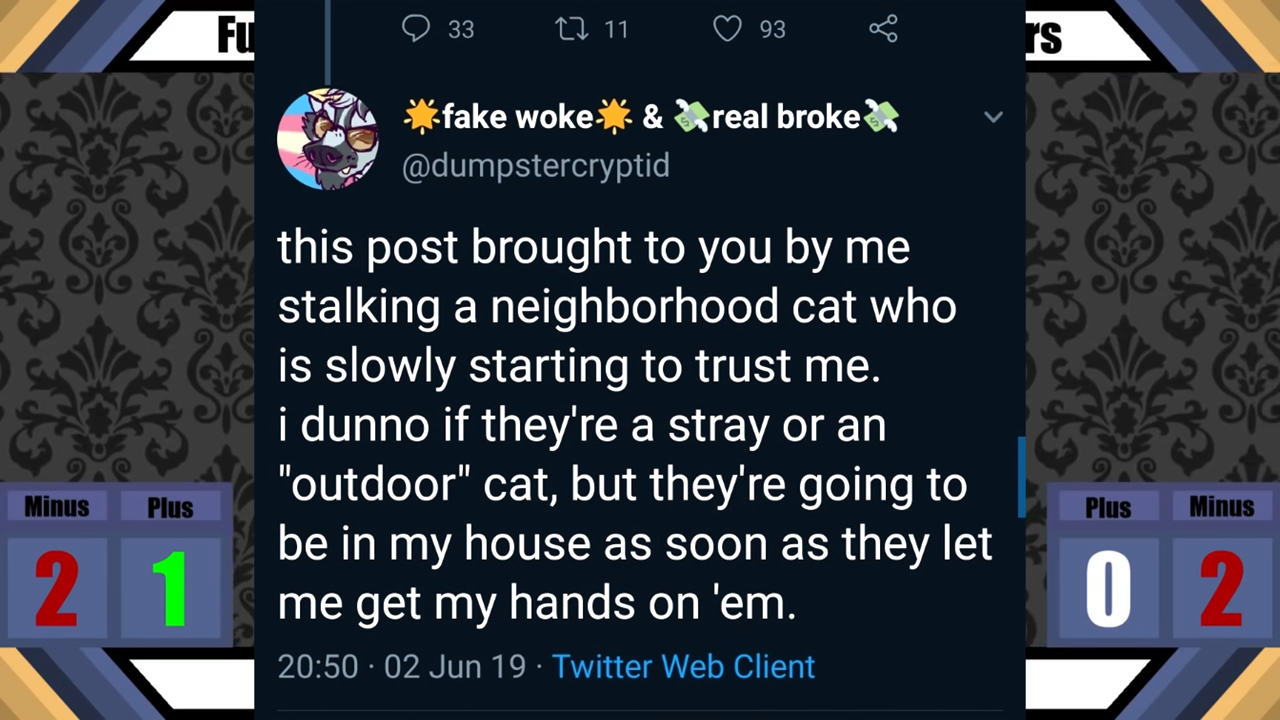 Fu
rs
33 11 93
🌟fake woke🌟 & 💸real broke💸
@dumpstercryptid
this post brought to you by me
stalking a neighborhood cat who
is slowly starting to trust me.
i dunno if they're a stray or an
"outdoor" cat, but they're going to
be in my house as soon as they let
me get my hands on 'em.
20:50 · 02 Jun 19 · Twitter Web Client
Minus Plus
2 1
Plus Minus
0 2